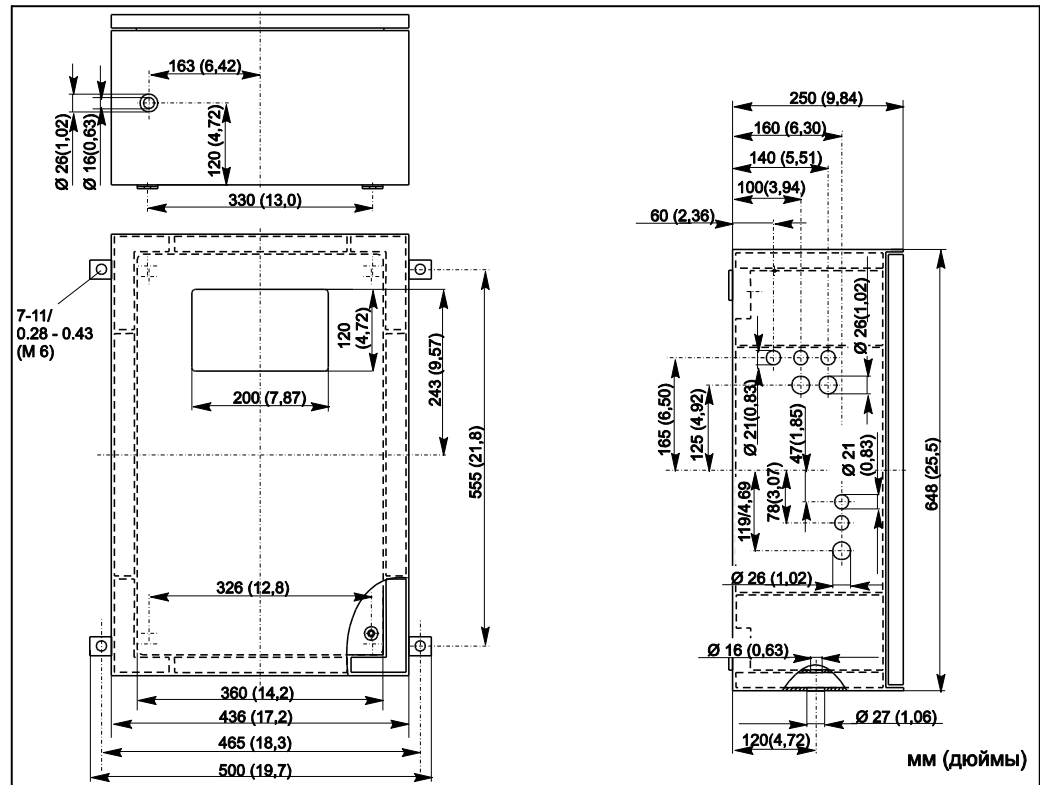 163 (6,42)
Ø 26(1,02)
Ø 16(0,63)
120 (4,72)
330 (13,0)
7-11/
0.28 - 0.43
(M 6)
120
(4,72)
200 (7,87)
243 (9,57)
555 (21,8)
326 (12,8)
360 (14,2)
436 (17,2)
465 (18,3)
500 (19,7)
250 (9,84)
160 (6,30)
140 (5,51)
100(3,94)
60 (2,36)
Ø 26(1,02)
165 (6,50)
125 (4,92)
Ø 21(0,83)
47(1,85)
Ø 21
(0,83)
648 (25,5)
119/4,69
78(3,07)
Ø 26 (1,02)
Ø 16 (0,63)
Ø 27 (1,06)
120(4,72)
мм (дюймы)